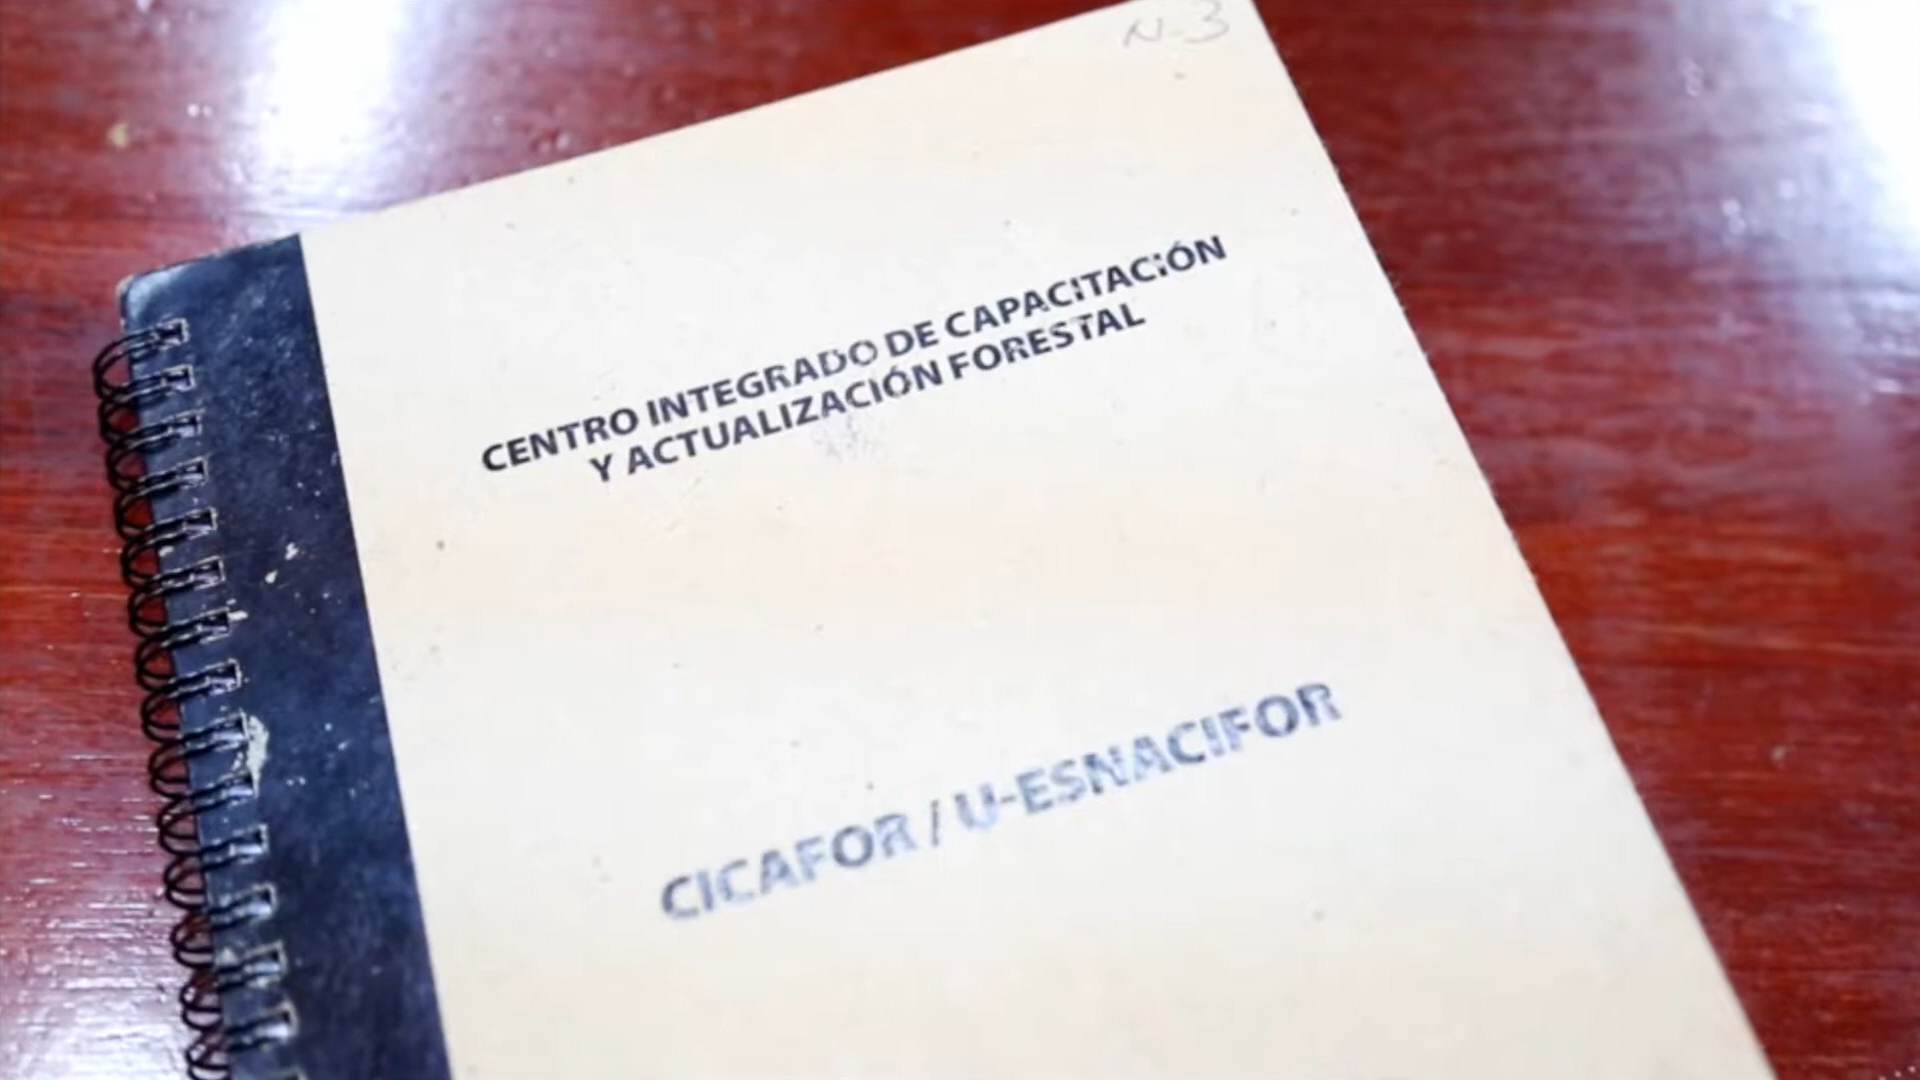 N-3
CENTRO INTEGRADO DE CAPACITACIÓN
Y ACTUALIZACIÓN FORESTAL
CICAFOR / U-ESNACIFOR